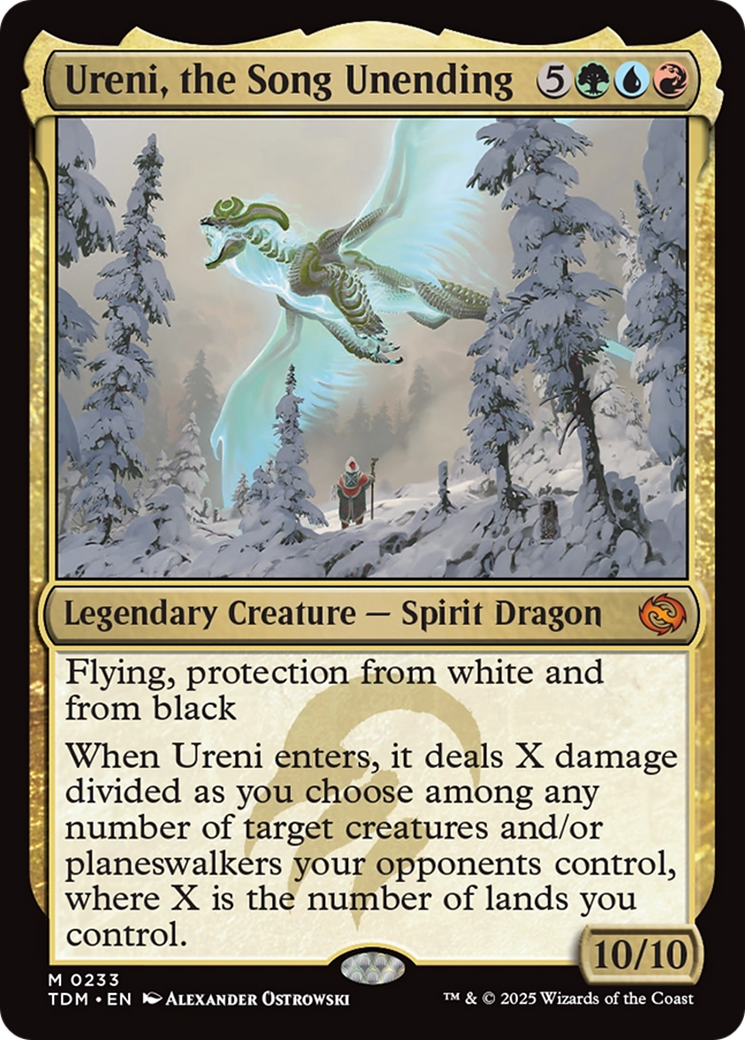 Ureni, the Song Unending 5
Legendary Creature — Spirit Dragon
Flying, protection from white and
from black
When Ureni enters, it deals X damage
divided as you choose among any
number of target creatures and/or
planeswalkers your opponents control,
where X is the number of lands you
control.
10/10
M 0233
TDM • EN Alexander Ostrowski
™ & © 2025 Wizards of the Coast